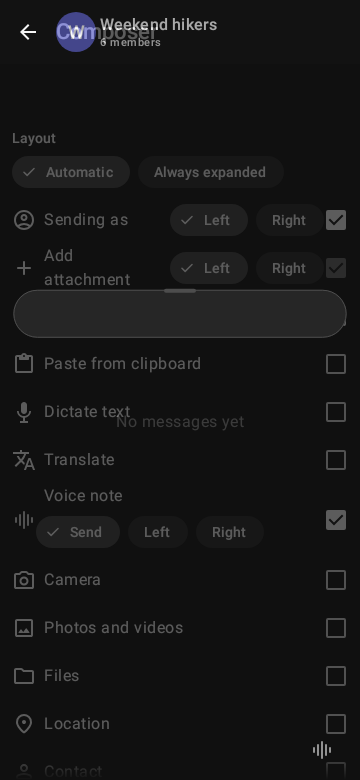 Composer
W
Weekend hikers
6 members
Layout
Automatic
Always expanded
Sending as
Left
Right
Add
attachment
Left
Right
Paste from clipboard
Dictate text
No messages yet
Translate
Voice note
Send
Left
Right
Camera
Photos and videos
Files
Location
Contact